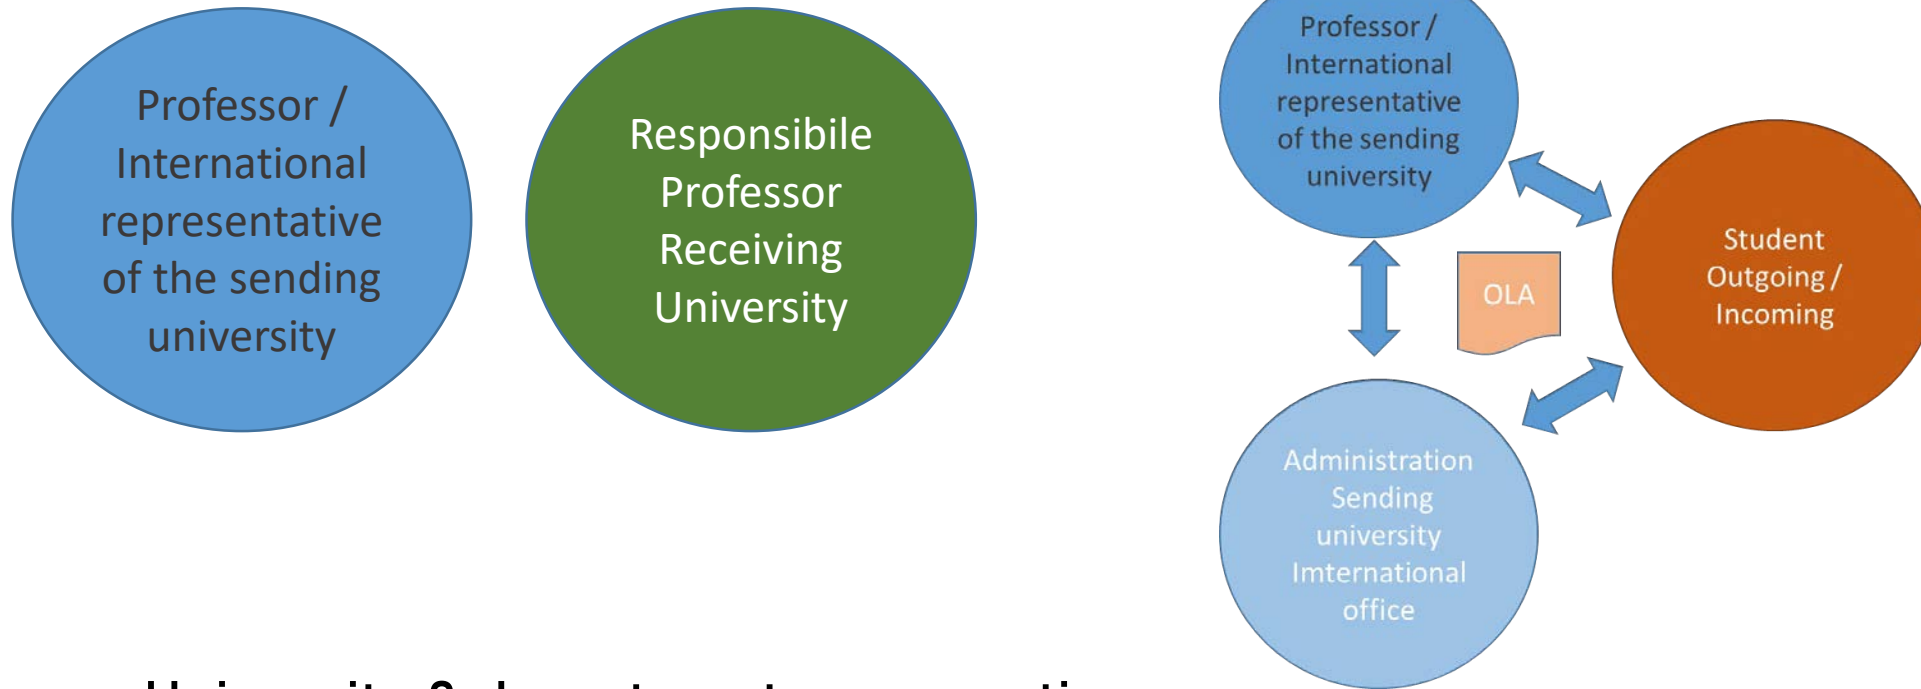 Professor /
International
representative
of the sending
university
Responsibile
Professor
Receiving
University
Professor /
International
representative
of the sending
university
Student
Outgoing /
Incoming
OLA
Administration
Sending
university
Imternational
office